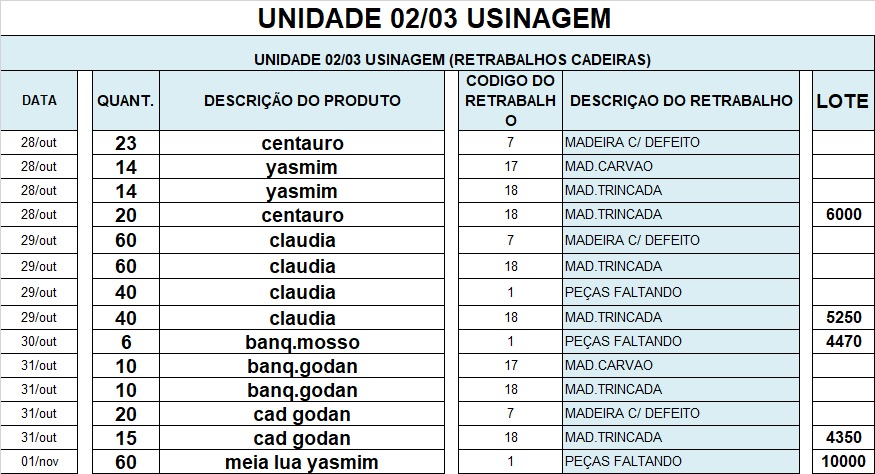 UNIDADE 02/03 USINAGEM
UNIDADE 02/03 USINAGEM (RETRABALHOS CADEIRAS)
DATA QUANT. DESCRIÇÃO DO PRODUTO CODIGO DO RETRABALHO DESCRIÇAO DO RETRABALHO LOTE
28/out 23 centauro 7 MADEIRA C/ DEFEITO
28/out 14 yasmim 17 MAD.CARVAO
28/out 14 yasmim 18 MAD.TRINCADA
28/out 20 centauro 18 MAD.TRINCADA 6000
29/out 60 claudia 7 MADEIRA C/ DEFEITO
29/out 60 claudia 18 MAD.TRINCADA
29/out 40 claudia 1 PEÇAS FALTANDO
29/out 40 claudia 18 MAD.TRINCADA 5250
30/out 6 banq.mosso 1 PEÇAS FALTANDO 4470
31/out 10 banq.godan 17 MAD.CARVAO
31/out 10 banq.godan 18 MAD.TRINCADA
31/out 20 cad godan 7 MADEIRA C/ DEFEITO
31/out 15 cad godan 18 MAD.TRINCADA 4350
01/nov 60 meia lua yasmim 1 PEÇAS FALTANDO 10000